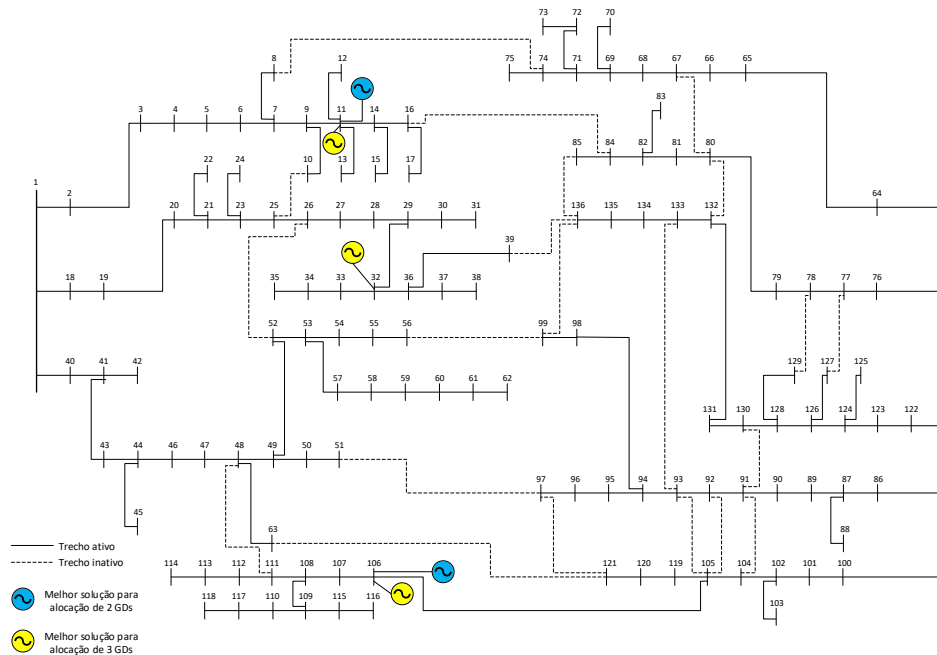 73 72 70
8 12 75 74 71 69 68 67 66 65
83
3 4 5 6 7 9 11 14 16
85 84 82 81 80
22 24 10 13 15 17
1
2 64
20 21 23 25 26 27 28 29 30 31 136 135 134 133 132
39
18 19 35 34 33 32 36 37 38 79 78 77 76
52 53 54 55 56 99 98
40 41 42 129 127 125
57 58 59 60 61 62
131 130 128 126 124 123 122
43 44 46 47 48 49 50 51
97 96 95 94 93 92 91 90 89 87 86
45
63 88
Trecho ativo
Trecho inativo
114 113 112 111 108 107 106 121 120 119 105 104 102 101 100
Melhor solução para
alocação de 2 GDs
118 117 110 109 115 116 103
Melhor solução para
alocação de 3 GDs